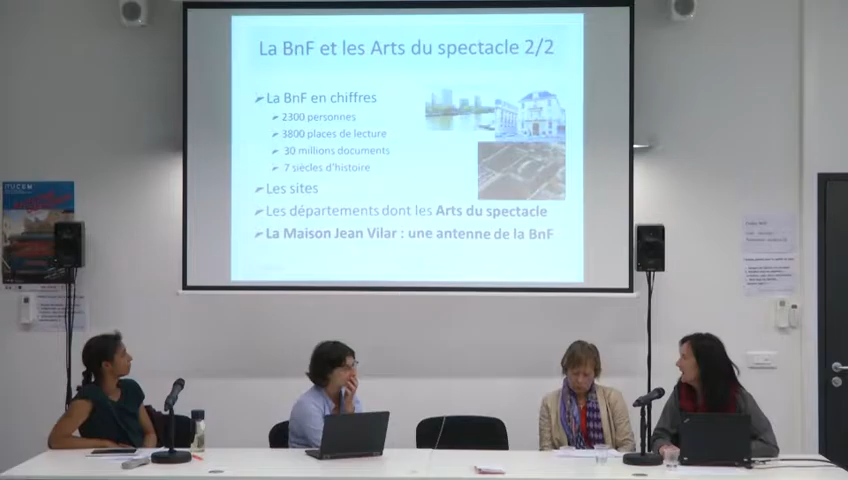 La BnF et les Arts du spectacle 2/2
La BnF en chiffres
2300 personnes
3800 places de lecture
30 millions documents
7 siècles d'histoire
Les sites
Les départements dont les Arts du spectacle
La Maison Jean Vilar : une antenne de la BnF
MUCEM